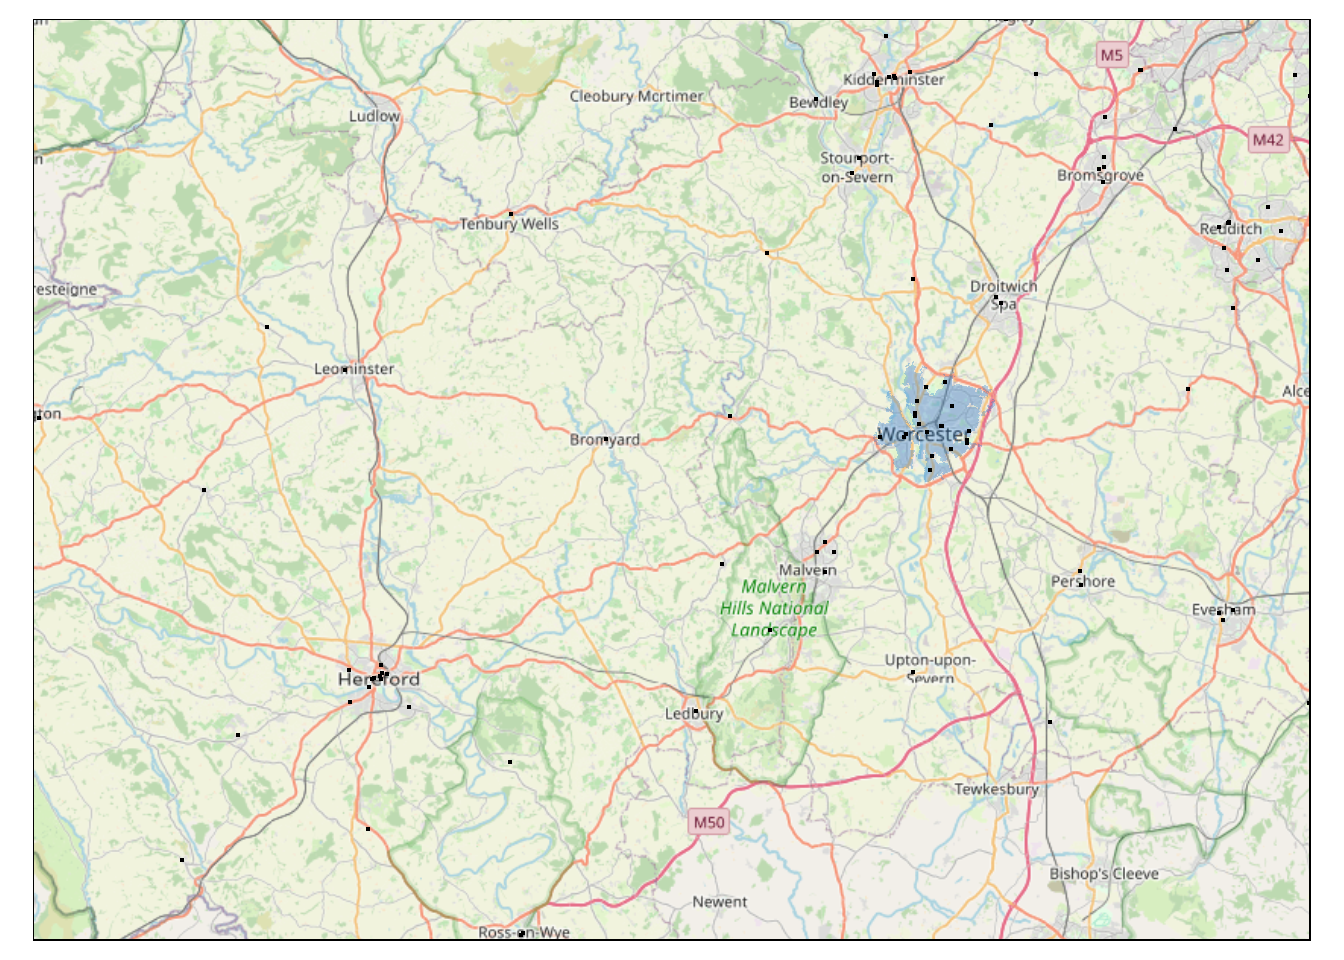 M5
Kidderminster
Cleobury Mortimer
Bewdley
Ludlow
M42
Stourport-
on-Severn
Bromsgrove
Tenbury Wells
Redditch
resteigne
Droitwich
Spa
Leominster
Alce
gton
Worcester
Bromyard
Malvern
Malvern
Hills National
Landscape
Pershore
Evesham
Upton-upon-
Severn
Hereford
Ledbury
Tewkesbury
M50
Bishop's Cleeve
Newent
Ross-on-Wye